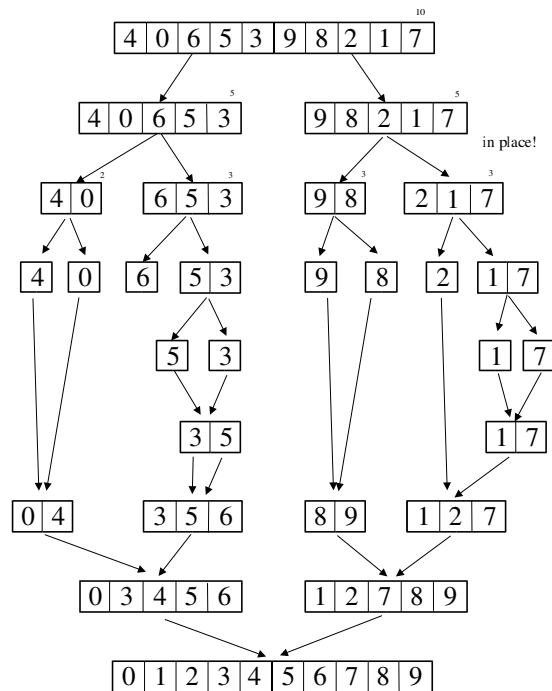 10
4 0 6 5 3 9 8 2 1 7
5 5
4 0 6 5 3 9 8 2 1 7
in place!
2 3 3 3
4 0 6 5 3 9 8 2 1 7
4 0 6 5 3 9 8 2 1 7
5 3 1 7
3 5 1 7
0 4 3 5 6 8 9 1 2 7
0 3 4 5 6 1 2 7 8 9
0 1 2 3 4 5 6 7 8 9